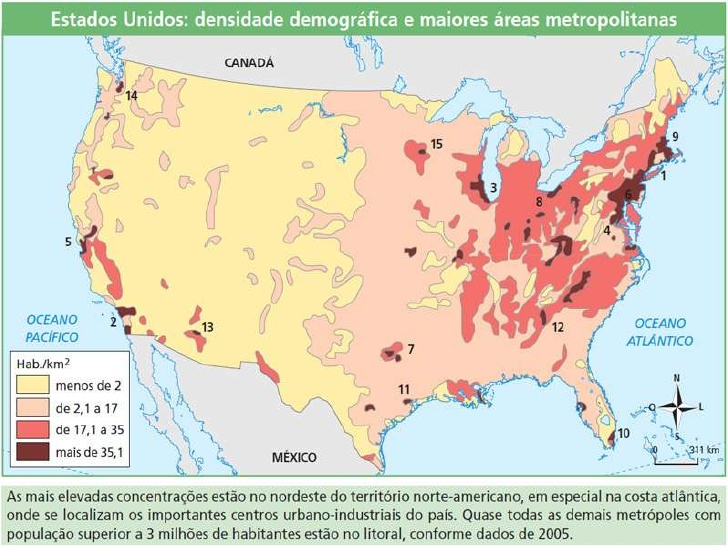 Estados Unidos: densidade demográfica e maiores áreas metropolitanas
CANADÁ
14
15
9
3
1
8
6
5
4
2
13
12
OCEANO
PACÍFICO
OCEANO
ATLÂNTICO
7
11
10
Hab./km²
menos de 2
de 2,1 a 17
de 17,1 a 35
mais de 35,1
MÉXICO
N
O
L
S
0
311 km
As mais elevadas concentrações estão no nordeste do território norte-americano, em especial na costa atlântica,
onde se localizam os importantes centros urbano-industriais do país. Quase todas as demais metrópoles com
população superior a 3 milhões de habitantes estão no litoral, conforme dados de 2005.